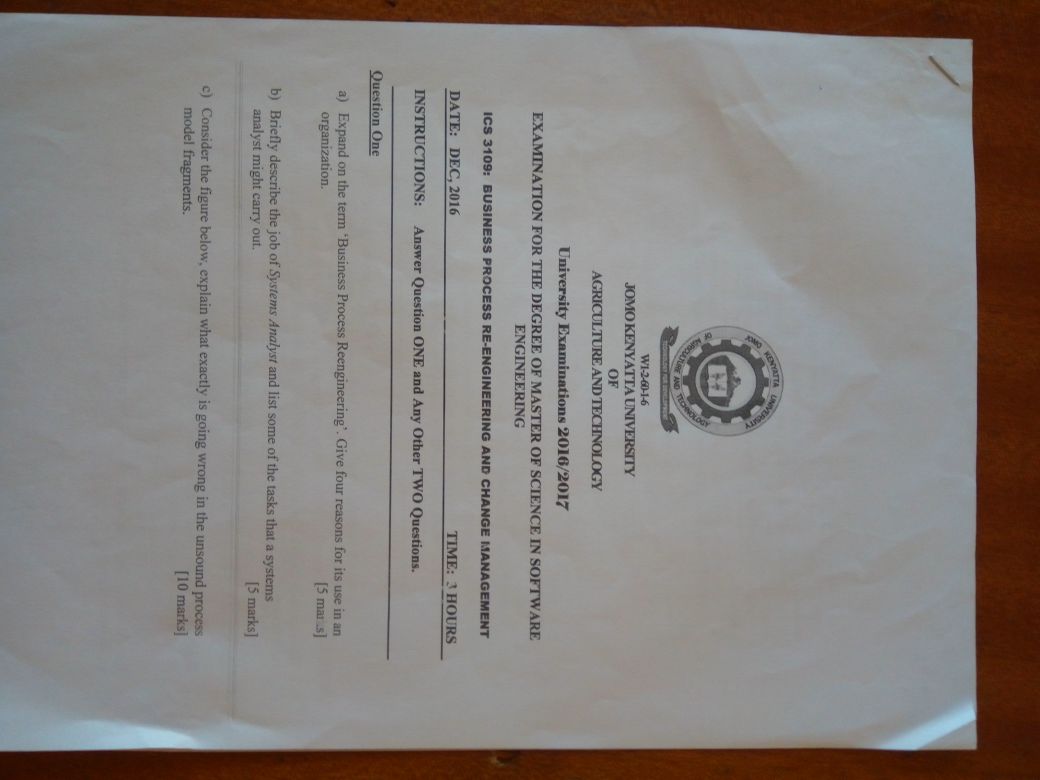 JOMO KENYATTA UNIVERSITY
OF AGRICULTURE AND TECHNOLOGY
TECHNOLOGY FOR DEVELOPMENT
W1-2-60-1-6
JOMO KENYATTA UNIVERSITY
OF
AGRICULTURE AND TECHNOLOGY
University Examinations 2016/2017
EXAMINATION FOR THE DEGREE OF MASTER OF SCIENCE IN SOFTWARE
ENGINEERING
ICS 3109: BUSINESS PROCESS RE-ENGINEERING AND CHANGE MANAGEMENT
DATE: DEC, 2016 TIME: 3 HOURS
INSTRUCTIONS: Answer Question ONE and Any Other TWO Questions.
Question One
a) Expand on the term ‘Business Process Reengineering’. Give four reasons for its use in an
organization. [5 marks]
b) Briefly describe the job of Systems Analyst and list some of the tasks that a systems
analyst might carry out. [5 marks]
c) Consider the figure below, explain what exactly is going wrong in the unsound process
model fragments. [10 marks]